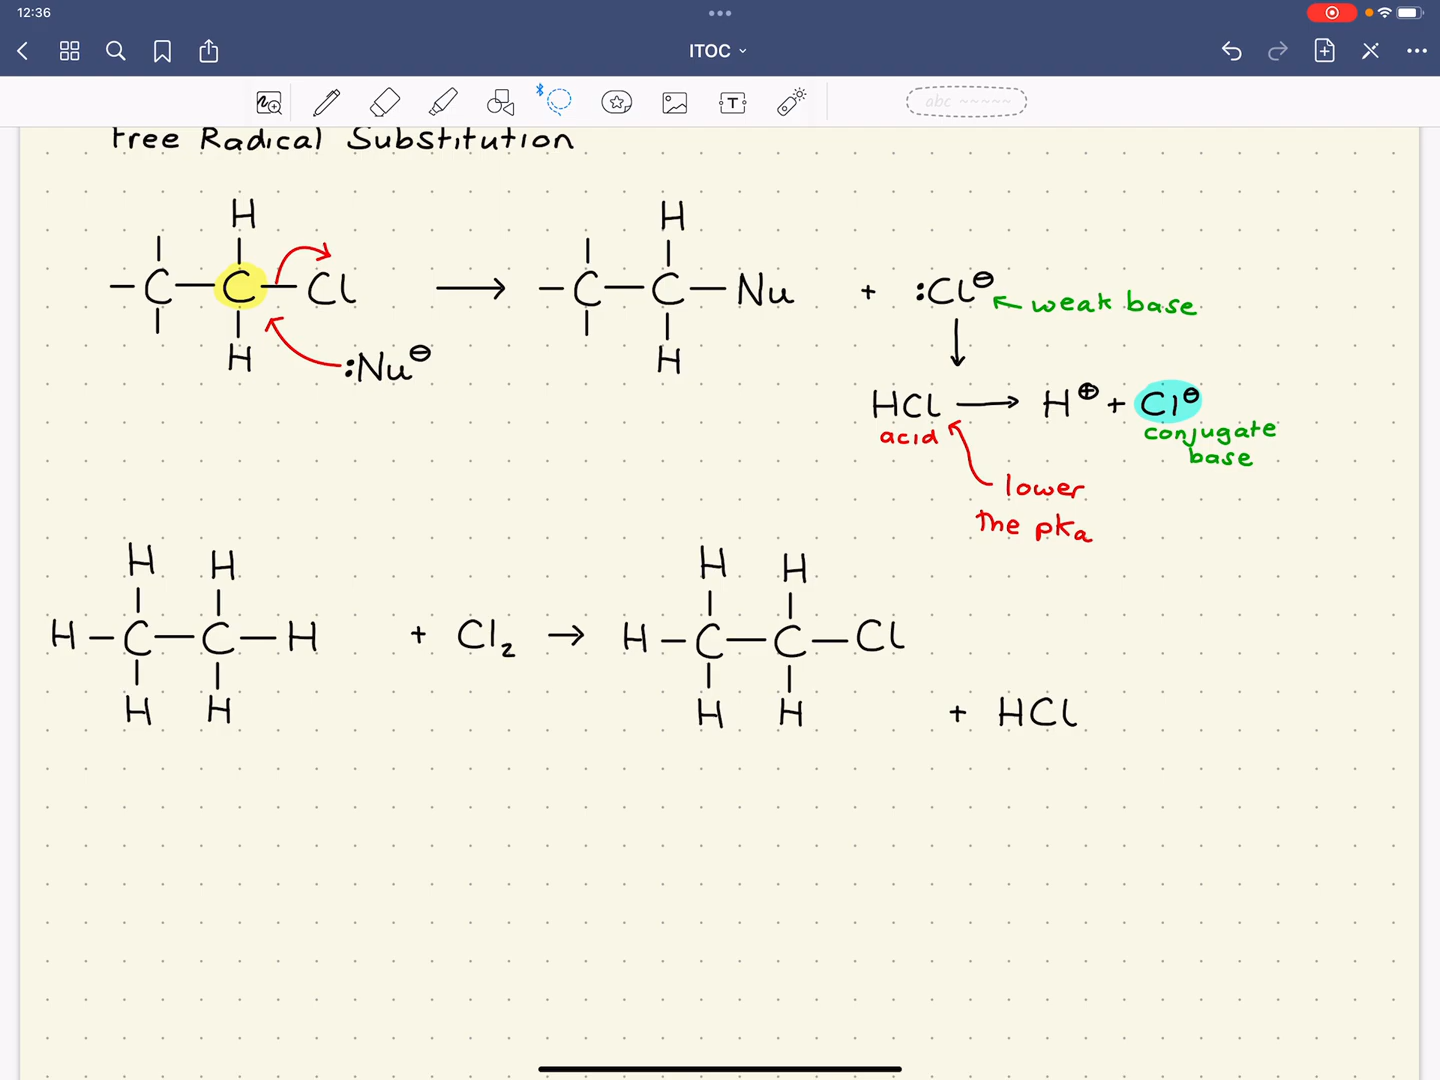 12:36
ITOC
T
abc
Free Radical Substitution
H H
C C Cl → C C Nu + :Cl⊖ weak base
H :Nu⊖ H
HCl → H⊕ + Cl⊖
acid conjugate
base
lower
the pKa
H H H H
H C C H + Cl₂ → H C C Cl
H H H H + HCl